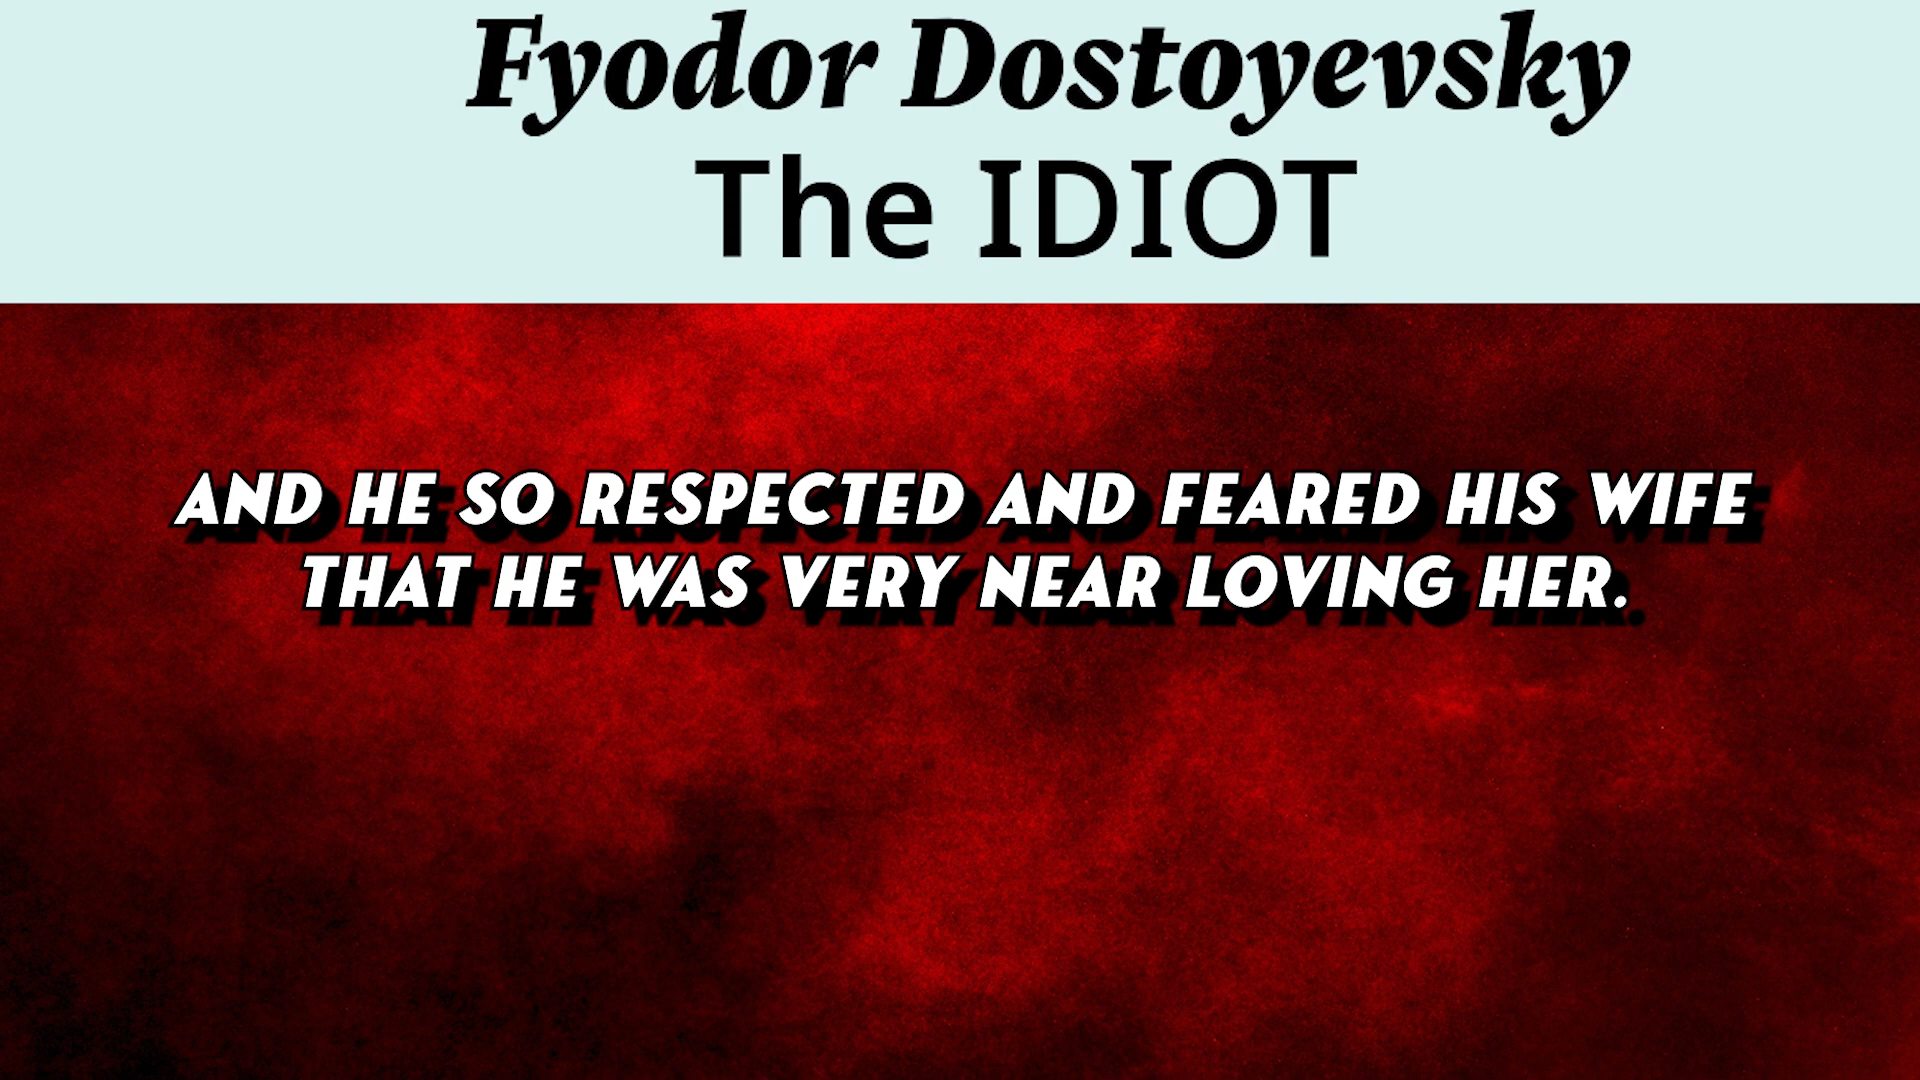 Fyodor Dostoyevsky
The IDIOT
AND HE SO RESPECTED AND FEARED HIS WIFE
THAT HE WAS VERY NEAR LOVING HER.